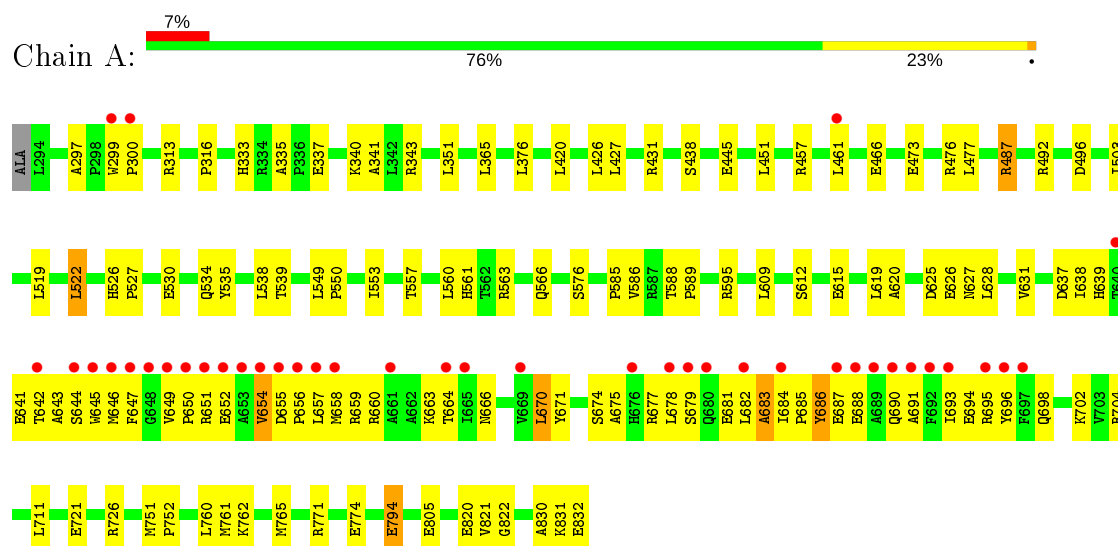 7%
Chain A:
76% 23% •
ALA L294 A297 P298 W299 P300 R313 P316 H333 R334 A335 P336 E337 K340 A341 L342 R343 L351 L365 L376 L420 L426 L427 R431 S438 E445 L451 R457 L461 E466 E473 R476 L477 R487 R492 D496
L519 L522 H526 P527 E530 Q534 Y535 L538 T539 L549 P550 I553 T557 L560 H561 T562 R563 Q566 S576 P585 V586 R587 T588 P589 R595 L609 S612 E615 L619 A620 D625 E626 N627 L628 V631 D637 I638 H639
E641 T642 A643 S644 W645 M646 F647 G648 V649 P650 R651 E652 A653 V654 D655 P656 L657 M658 R659 R660 A661 A662 K663 T664 I665 N666 V669 L670 Y671 S674 A675 H676 R677 L678 S679 Q680 E681 L682 A683 I684 P685 Y686 E687 E688 A689 Q690 A691 F692 I693 E694 R695 Y696 F697 Q698 K702 V703
L711 E721 R726 M751 P752 L760 M761 K762 M765 R771 E774 E794 E805 E820 V821 G822 A830 K831 E832